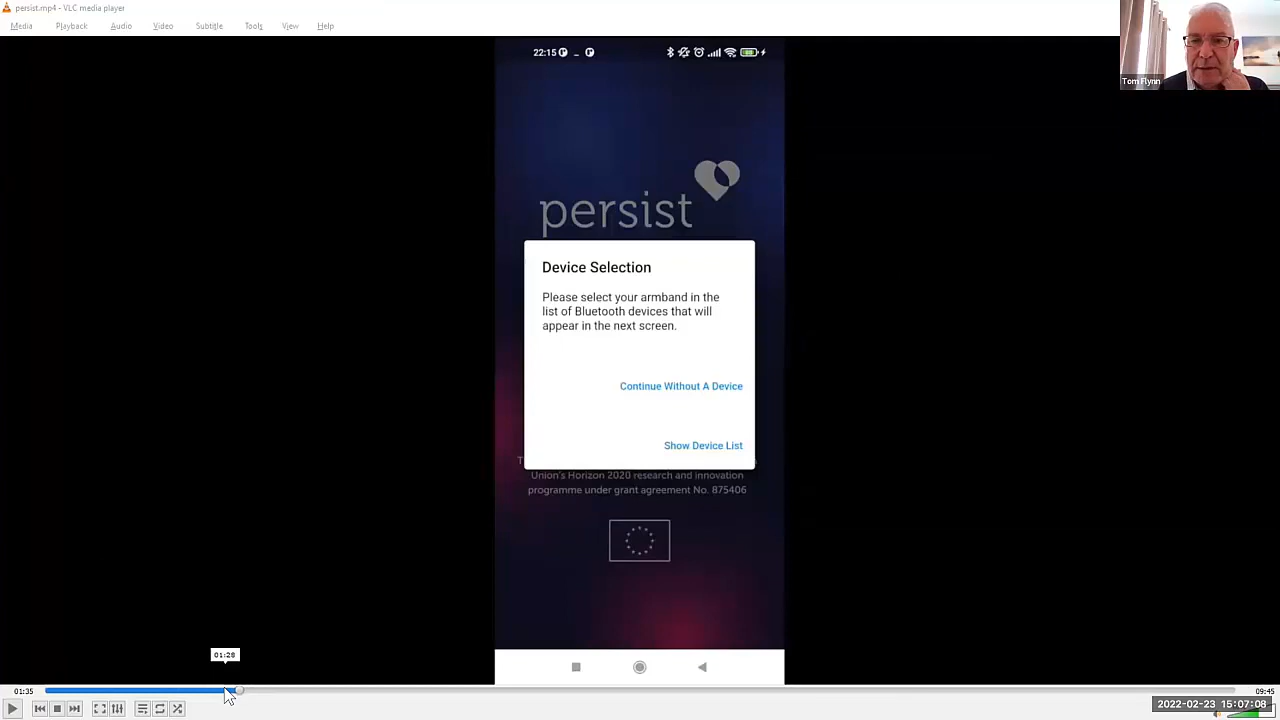 persist.mp4 - VLC media player
Media Playback Audio Video Subtitle Tools View Help
Tom Flynn
22:15
persist
Device Selection
Please select your armband in the
list of Bluetooth devices that will
appear in the next screen.
Continue Without A Device
Show Device List
Union's Horizon 2020 research and innovation
programme under grant agreement No. 875406
01:28
01:35
09:45
2022-02-23 15:07:08